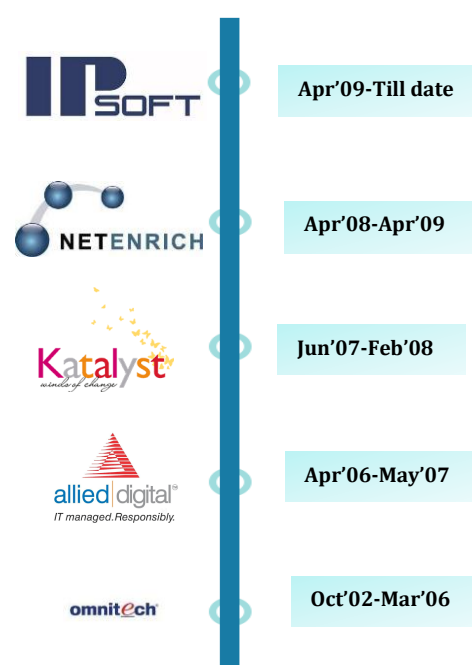 IPSOFT
Apr’09-Till date
NETENRICH
Apr’08-Apr’09
Katalyst
winds of change
Jun’07-Feb’08
allied digital™
IT managed.Responsibly.
Apr’06-May’07
omnitech
Oct’02-Mar’06